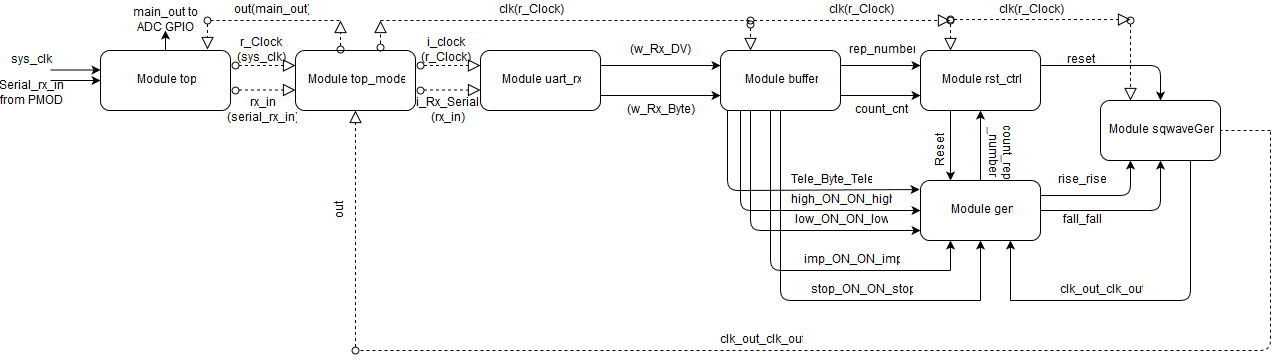 main_out to
ADC GPIO
out(main_out)
clk(r_Clock)
clk(r_Clock)
clk(r_Clock)
sys_clk
Serial_rx_in
from PMOD
Module top
r_Clock
(sys_clk)
rx_in
(serial_rx_in)
Module top_mode
i_clock
(r_Clock)
i_Rx_Serial
(rx_in)
Module uart_rx
(w_Rx_DV)
(w_Rx_Byte)
Module buffer
rep_number
count_cnt
Module rst_ctrl
reset
Module sqwaveGer
Reset
count_rep
_number
Tele_Byte_Tele
high_ON_ON_high
low_ON_ON_low
imp_ON_ON_imp
stop_ON_ON_stop
Module gen
rise_rise
fall_fall
clk_out_clk_out
out
clk_out_clk_out